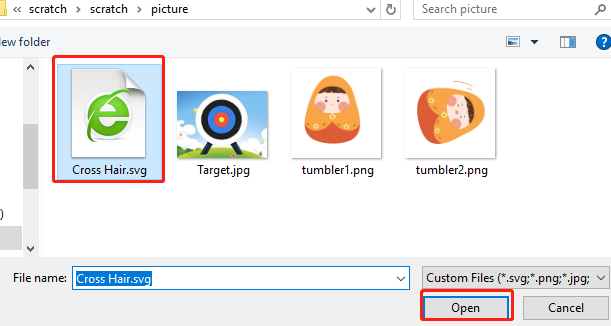 « scratch › scratch › picture
Search picture
ew folder
Cross Hair.svg
Target.jpg
tumbler1.png
tumbler2.png
)
File name:
Cross Hair.svg
Custom Files (*.svg;*.png;*.jpg;
Open
Cancel